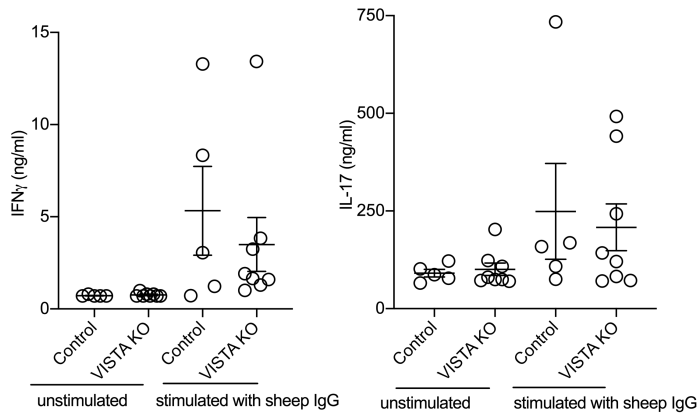 15
10
5
0
IFNγ (ng/ml)
Control
VISTA KO
Control
VISTA KO
unstimulated
stimulated with sheep IgG
750
500
250
0
IL-17 (ng/ml)
Control
VISTA KO
Control
VISTA KO
unstimulated
stimulated with sheep IgG